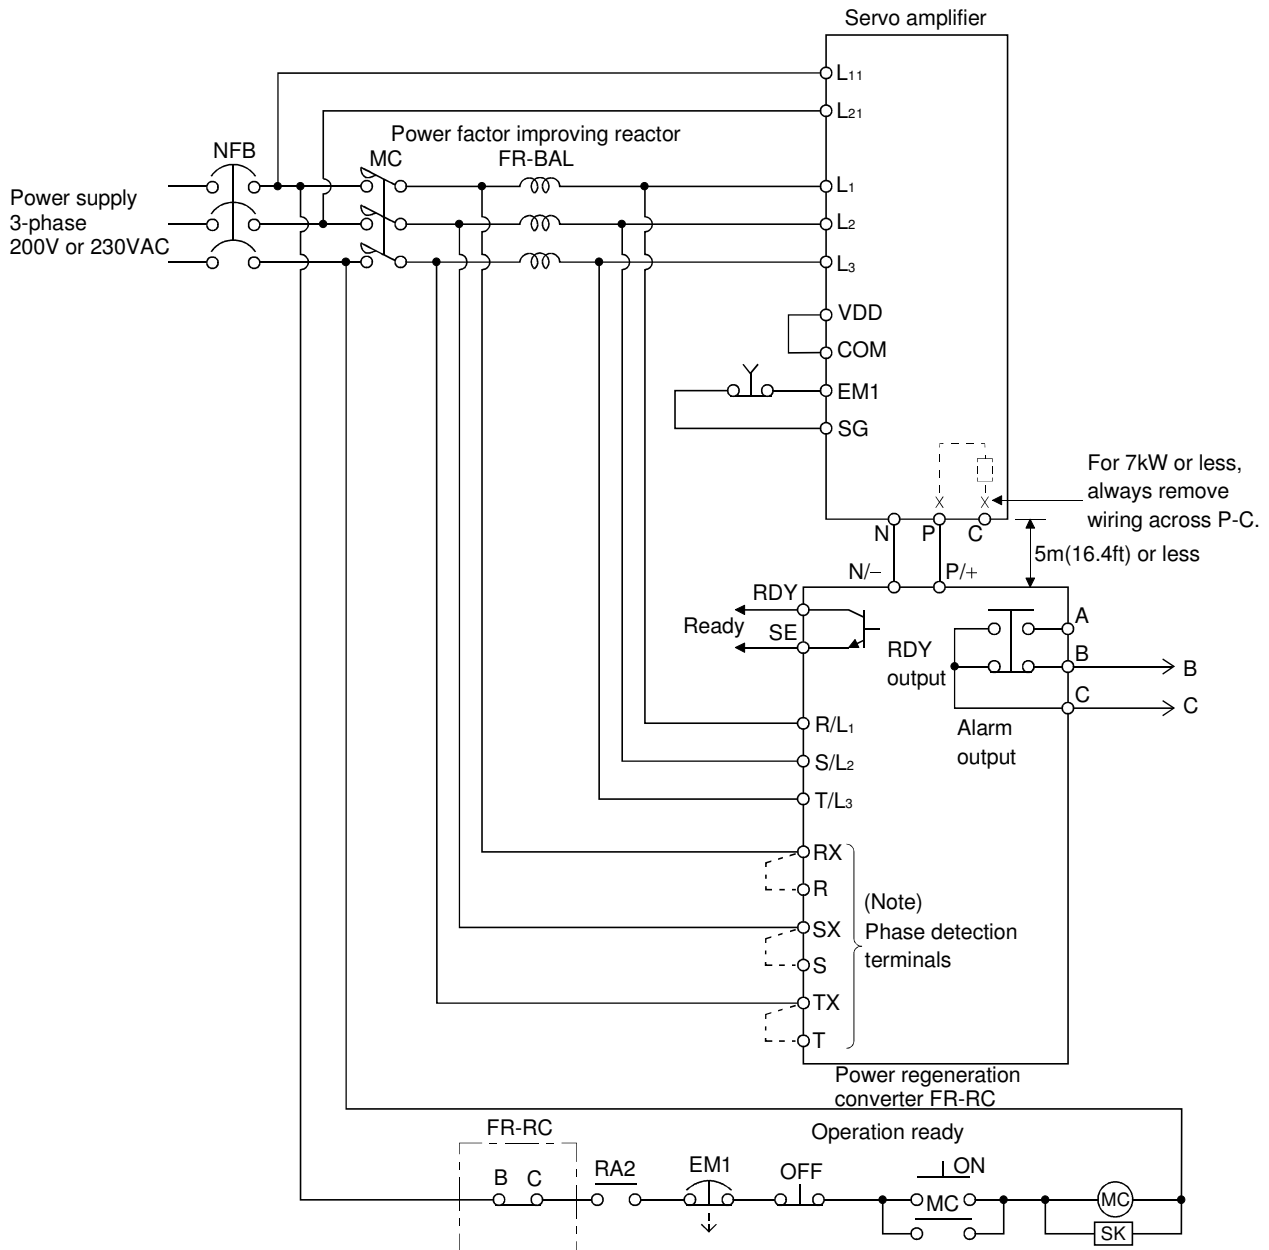 Servo amplifier
L11
L21
Power factor improving reactor
NFB
MC
FR-BAL
Power supply
3-phase
200V or 230VAC
L1
L2
L3
VDD
COM
EM1
SG
For 7kW or less,
always remove
wiring across P-C.
N
P
C
5m(16.4ft) or less
N/−
P/+
RDY
Ready
SE
RDY
output
A
B
B
C
C
Alarm
output
R/L1
S/L2
T/L3
RX
R
SX
S
TX
T
(Note)
Phase detection
terminals
Power regeneration
converter FR-RC
FR-RC
Operation ready
B C
RA2
EM1
OFF
ON
MC
MC
SK